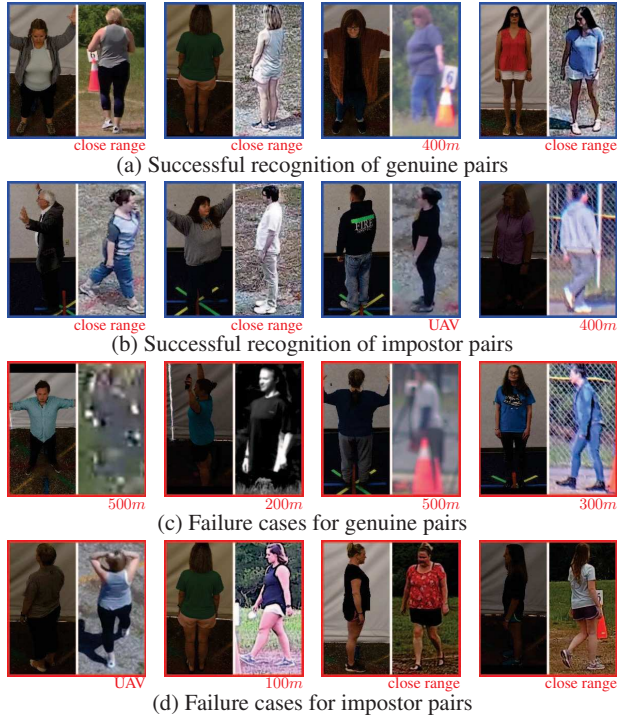 close range
close range
400m
close range
(a) Successful recognition of genuine pairs
FIRE
close range
close range
UAV
400m
(b) Successful recognition of impostor pairs
500m
200m
500m
300m
(c) Failure cases for genuine pairs
UAV
100m
close range
close range
(d) Failure cases for impostor pairs